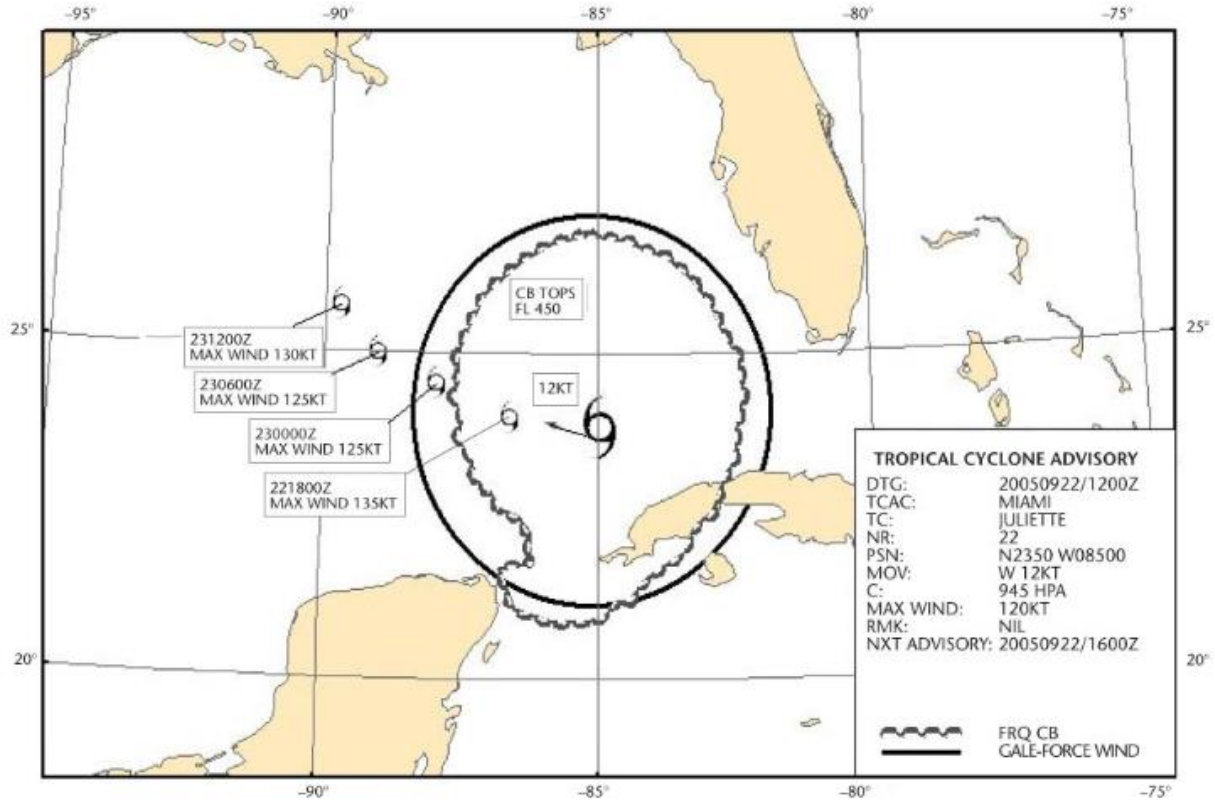 −95° −90° −85° −80° −75°
CB TOPS
FL 450
25° 25°
231200Z
MAX WIND 130KT
230600Z
MAX WIND 125KT
12KT
230000Z
MAX WIND 125KT
221800Z
MAX WIND 135KT
TROPICAL CYCLONE ADVISORY
DTG: 20050922/1200Z
TCAC: MIAMI
TC: JULIETTE
NR: 22
PSN: N2350 W08500
MOV: W 12KT
C: 945 HPA
MAX WIND: 120KT
RMK: NIL
NXT ADVISORY: 20050922/1600Z
20° 20°
FRQ CB
GALE-FORCE WIND
−90° −85° −80° −75°